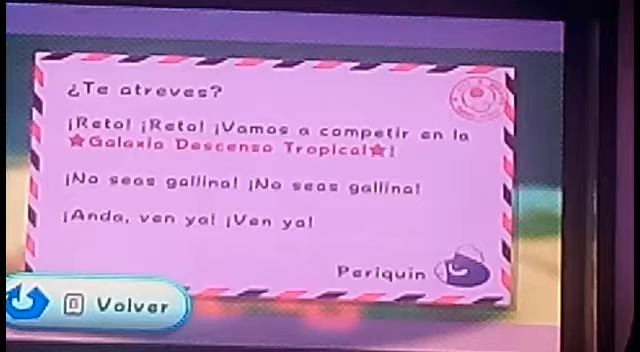 ¿Te atreves?
¡Reto! ¡Reto! ¡Vamos a competir en la
★Galaxia Descenso Tropical★!
¡No seas gallina! ¡No seas gallina!
¡Anda, ven ya! ¡Ven ya!
Periquín
Volver